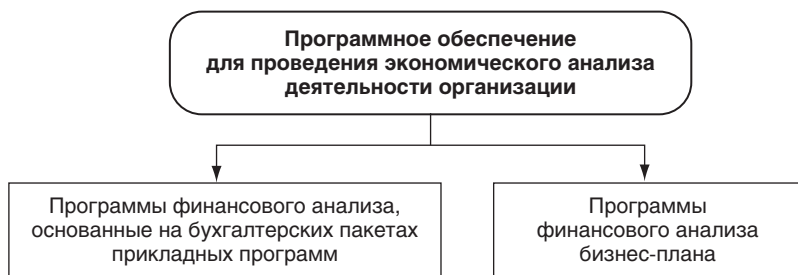 Программное обеспечение
для проведения экономического анализа
деятельности организации
Программы финансового анализа,
основанные на бухгалтерских пакетах
прикладных программ
Программы
финансового анализа
бизнес-плана